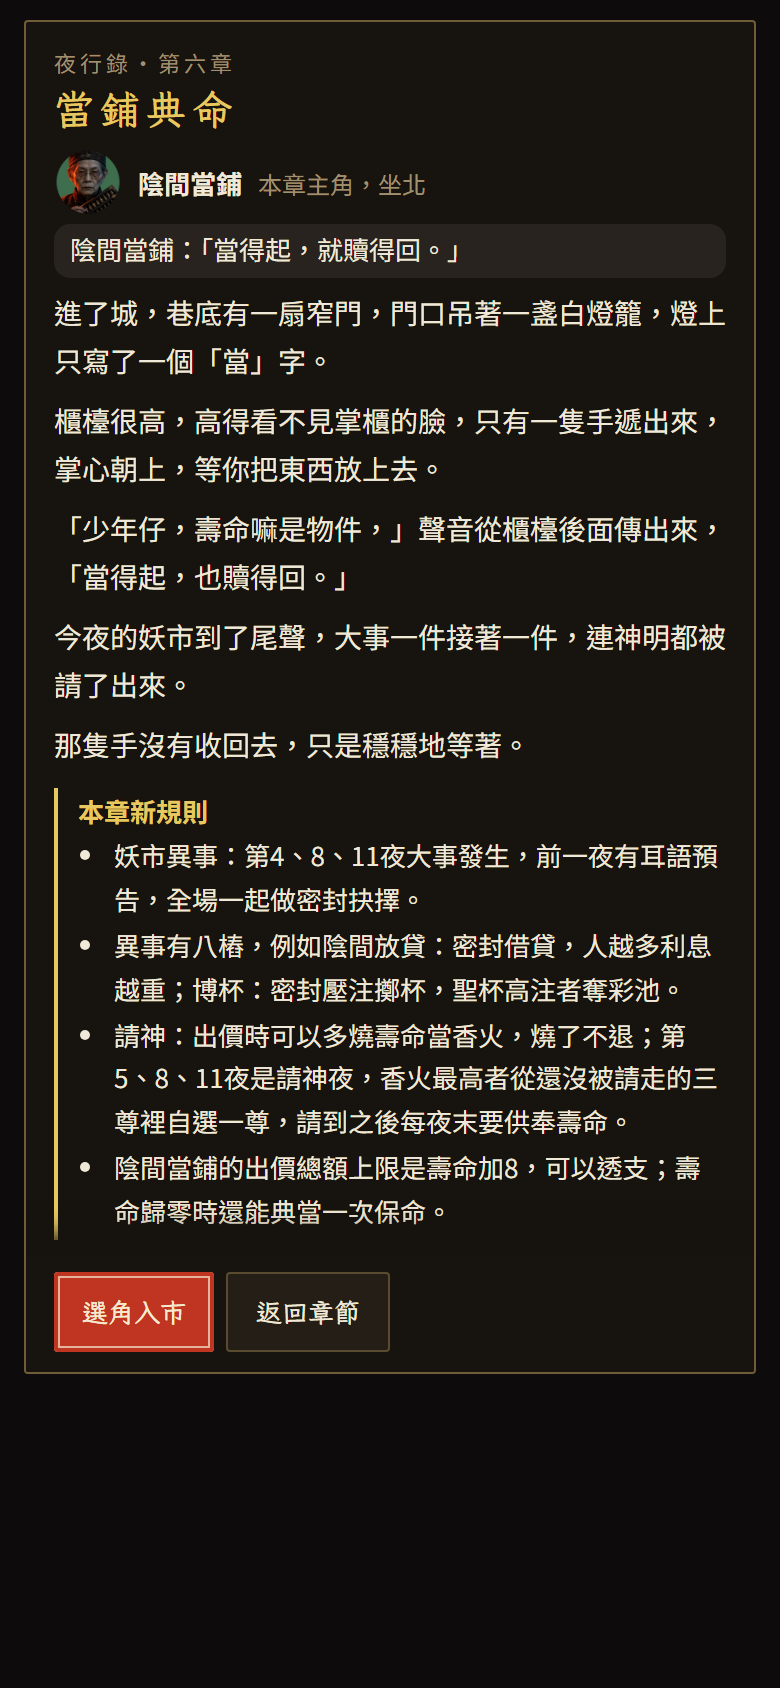 夜行錄・第六章
當鋪典命
陰間當鋪 本章主角，坐北
陰間當鋪：「當得起，就贖得回。」
進了城，巷底有一扇窄門，門口吊著一盞白燈籠，燈上
只寫了一個「當」字。
櫃檯很高，高得看不見掌櫃的臉，只有一隻手遞出來，
掌心朝上，等你把東西放上去。
「少年仔，壽命嘛是物件，」聲音從櫃檯後面傳出來，
「當得起，也贖得回。」
今夜的妖市到了尾聲，大事一件接著一件，連神明都被
請了出來。
那隻手沒有收回去，只是穩穩地等著。
本章新規則
• 妖市異事：第4、8、11夜大事發生，前一夜有耳語預
告，全場一起做密封抉擇。
• 異事有八樁，例如陰間放貸：密封借貸，人越多利息
越重；博杯：密封壓注擲杯，聖杯高注者奪彩池。
• 請神：出價時可以多燒壽命當香火，燒了不退；第
5、8、11夜是請神夜，香火最高者從還沒被請走的三
尊裡自選一尊，請到之後每夜末要供奉壽命。
• 陰間當鋪的出價總額上限是壽命加8，可以透支；壽
命歸零時還能典當一次保命。
選角入市 返回章節